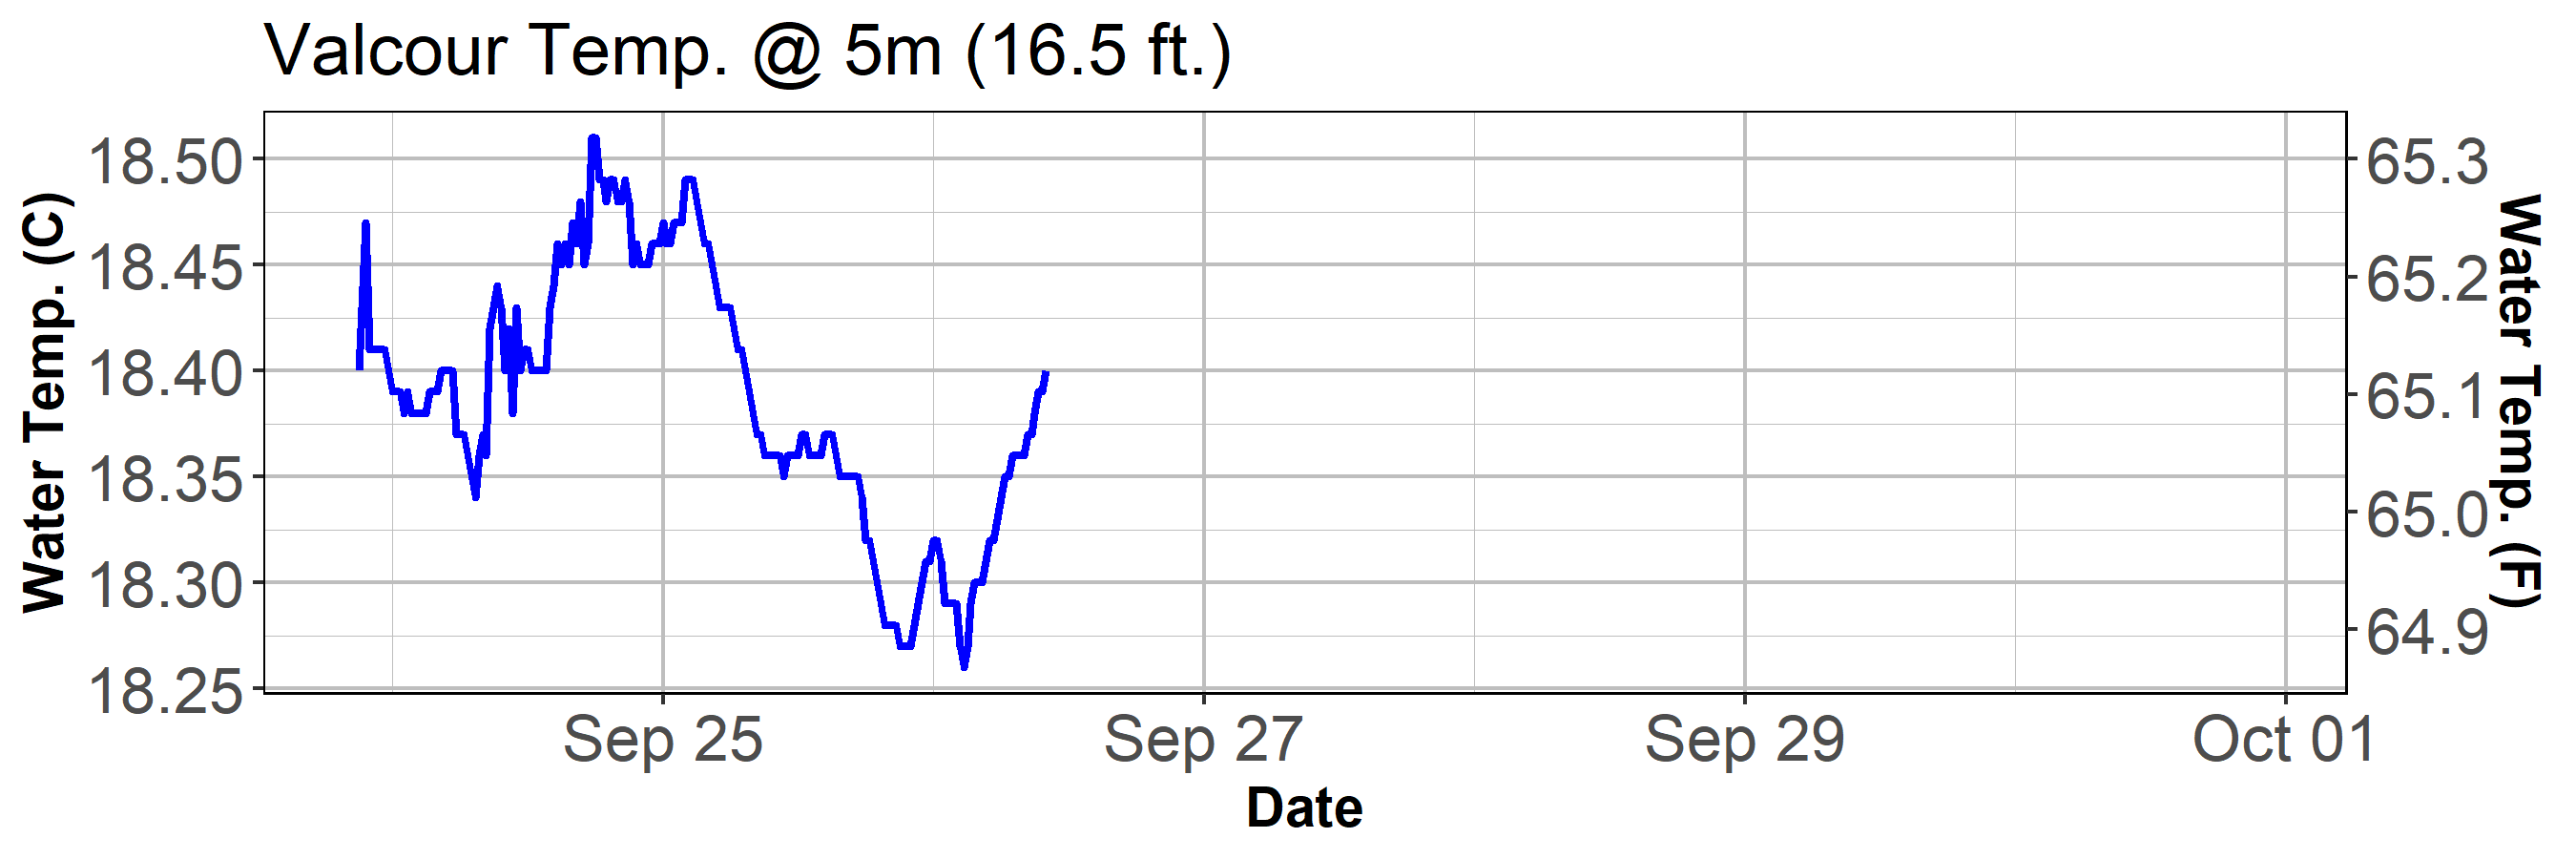 Valcour Temp. @ 5m (16.5 ft.)
Water Temp. (C)
18.50
18.45
18.40
18.35
18.30
18.25
65.3
65.2
65.1
65.0
64.9
Water Temp. (F)
Sep 25 Sep 27 Sep 29 Oct 01
Date